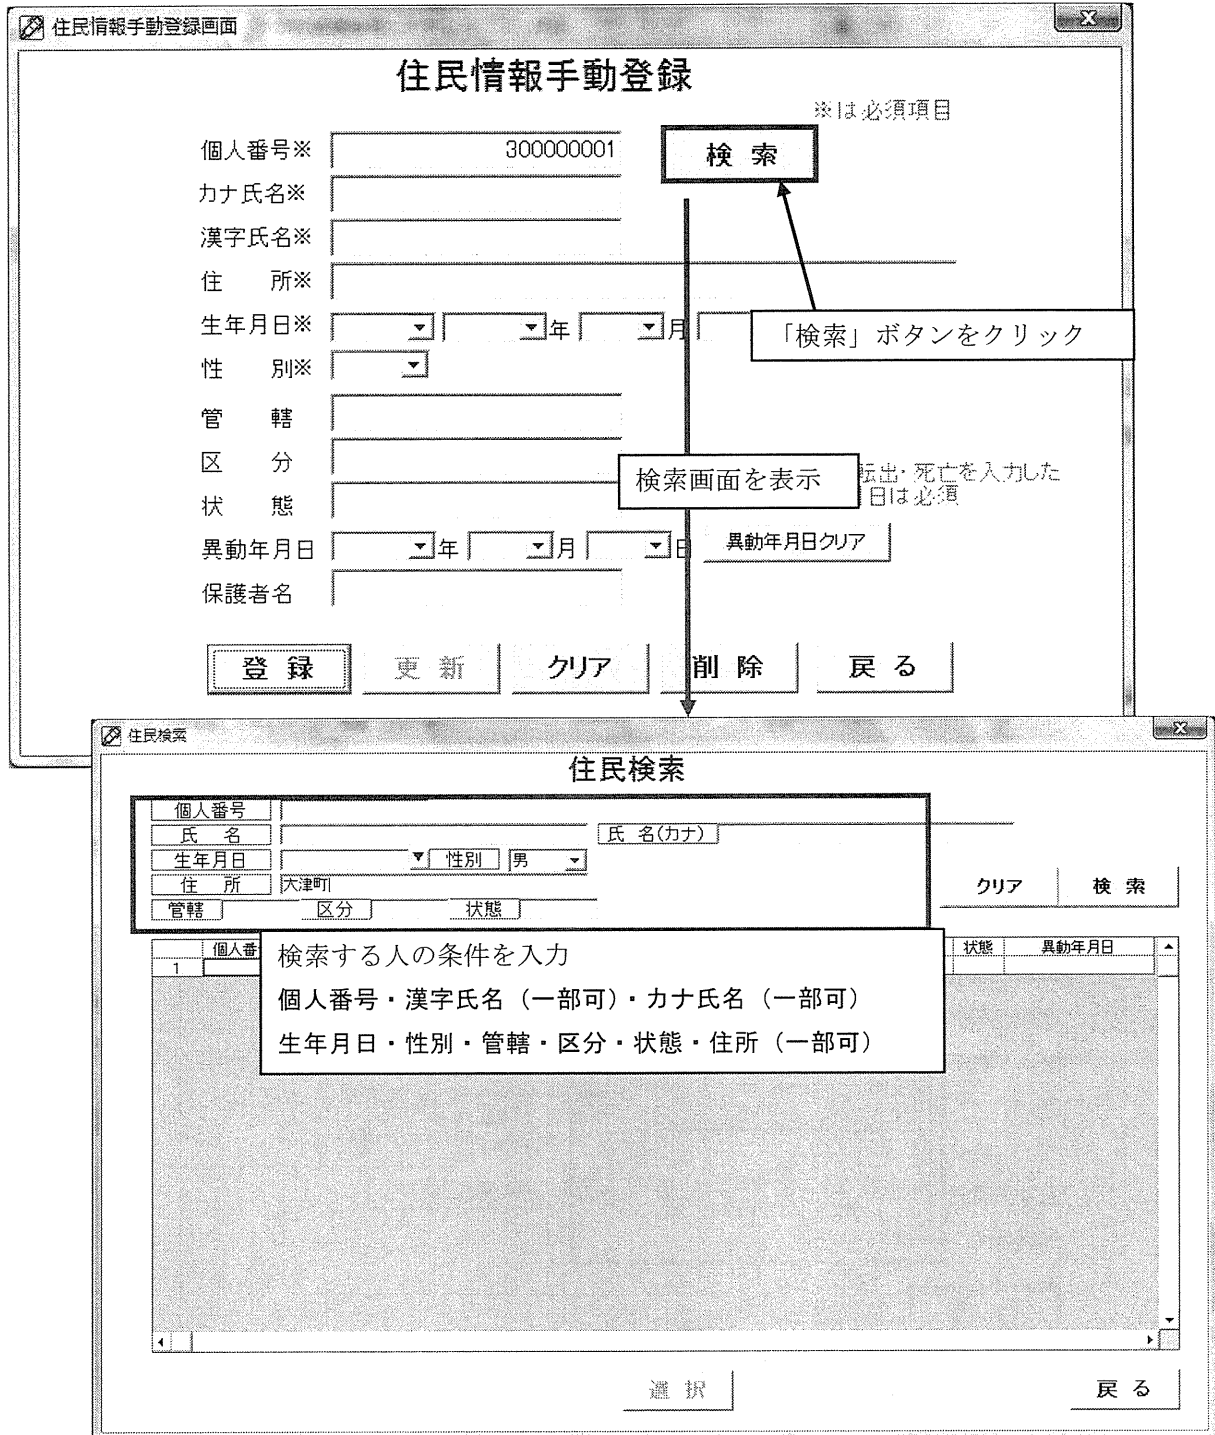 住民情報手動登録画面
住民情報手動登録
※は必須項目
個人番号※ 300000001 検 索
カナ氏名※
漢字氏名※
住 所※
生年月日※ 年 月
「検索」ボタンをクリック
性 別※
管 轄
区 分
検索画面を表示
転出・死亡を入力した
日は必須
状 態
異動年月日 年 月 日 異動年月日クリア
保護者名
登 録 更 新 クリア 削 除 戻 る
住民検索
住民検索
個人番号
氏 名 氏 名(カナ)
生年月日 性別 男
住 所 大津町
クリア 検 索
管轄 区分 状態
個人番 状態 異動年月日
1
検索する人の条件を入力
個人番号・漢字氏名（一部可）・カナ氏名（一部可）
生年月日・性別・管轄・区分・状態・住所（一部可）
選 択 戻 る